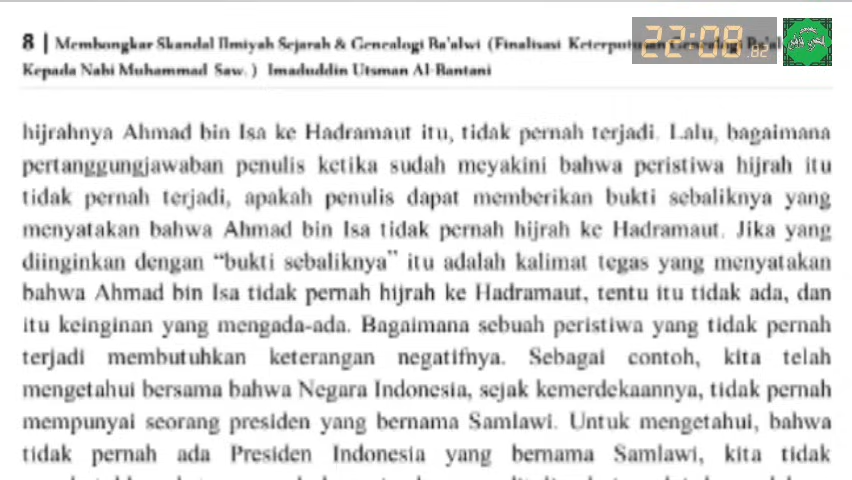 8 | Membongkar Skandal Ilmiyah Sejarah & Genealogi Ba'alwi (Finalisasi
22:08.82
Kepada Nabi Muhammad Saw. ) Imaduddin Utsman Al-Bantani
hijrahnya Ahmad bin Isa ke Hadramaut itu, tidak pernah terjadi. Lalu, bagaimana
pertanggungjawaban penulis ketika sudah meyakini bahwa peristiwa hijrah itu
tidak pernah terjadi, apakah penulis dapat memberikan bukti sebaliknya yang
menyatakan bahwa Ahmad bin Isa tidak pernah hijrah ke Hadramaut. Jika yang
diinginkan dengan “bukti sebaliknya” itu adalah kalimat tegas yang menyatakan
bahwa Ahmad bin Isa tidak pernah hijrah ke Hadramaut, tentu itu tidak ada, dan
itu keinginan yang mengada-ada. Bagaimana sebuah peristiwa yang tidak pernah
terjadi membutuhkan keterangan negatifnya. Sebagai contoh, kita telah
mengetahui bersama bahwa Negara Indonesia, sejak kemerdekaannya, tidak pernah
mempunyai seorang presiden yang bernama Samlawi. Untuk mengetahui, bahwa
tidak pernah ada Presiden Indonesia yang bernama Samlawi, kita tidak